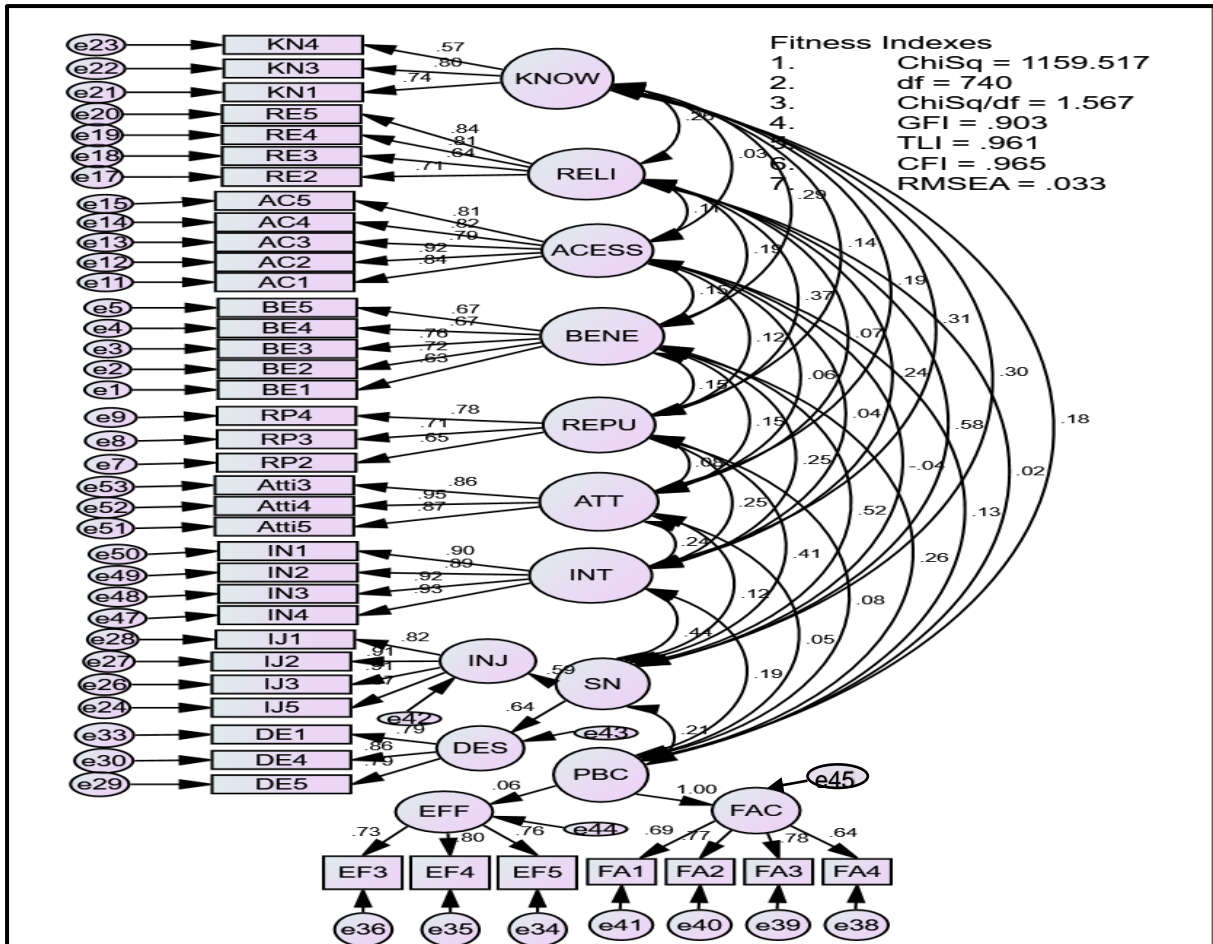 Fitness Indexes
1. ChiSq = 1159.517
2. df = 740
3. ChiSq/df = 1.567
4. GFI = .903
5. TLI = .961
6. CFI = .965
7. RMSEA = .033
e23 KN4 .57
e22 KN3 .80 KNOW
e21 KN1 .74
e20 RE5 .84
e19 RE4 .81
e18 RE3 .64 RELI
e17 RE2 .71
e15 AC5 .81
e14 AC4 .82
e13 AC3 .79 ACESS
e12 AC2 .92
e11 AC1 .84
e5 BE5 .67
e4 BE4 .67 BENE
e3 BE3 .76
e2 BE2 .72
e1 BE1 .63
e9 RP4 .78
e8 RP3 .71 REPU
e7 RP2 .65
e53 Atti3 .86
e52 Atti4 .95 ATT
e51 Atti5 .87
e50 IN1 .90
e49 IN2 .89 INT
e48 IN3 .92
e47 IN4 .93
e28 IJ1 .82
e27 IJ2 .91 INJ .59 SN
e26 IJ3 .91
e24 IJ5
e42 .64 e43
e33 DE1 .79
e30 DE4 .86 DES
e29 DE5 .79
.03
.29
.19 .14 .19
.37 .31
.15 .12 .07
.06 .24 .30
.15 .15 .04 .58 .18
.25 -.04 .02
.25 .52 .13
.24 .41 .26
.12 .08
.44 .05
.19
.21
PBC
.06 1.00 e45
EFF e44 FAC
.73 .80 .76 .69 .77 .78 .64
EF3 EF4 EF5 FA1 FA2 FA3 FA4
e36 e35 e34 e41 e40 e39 e38